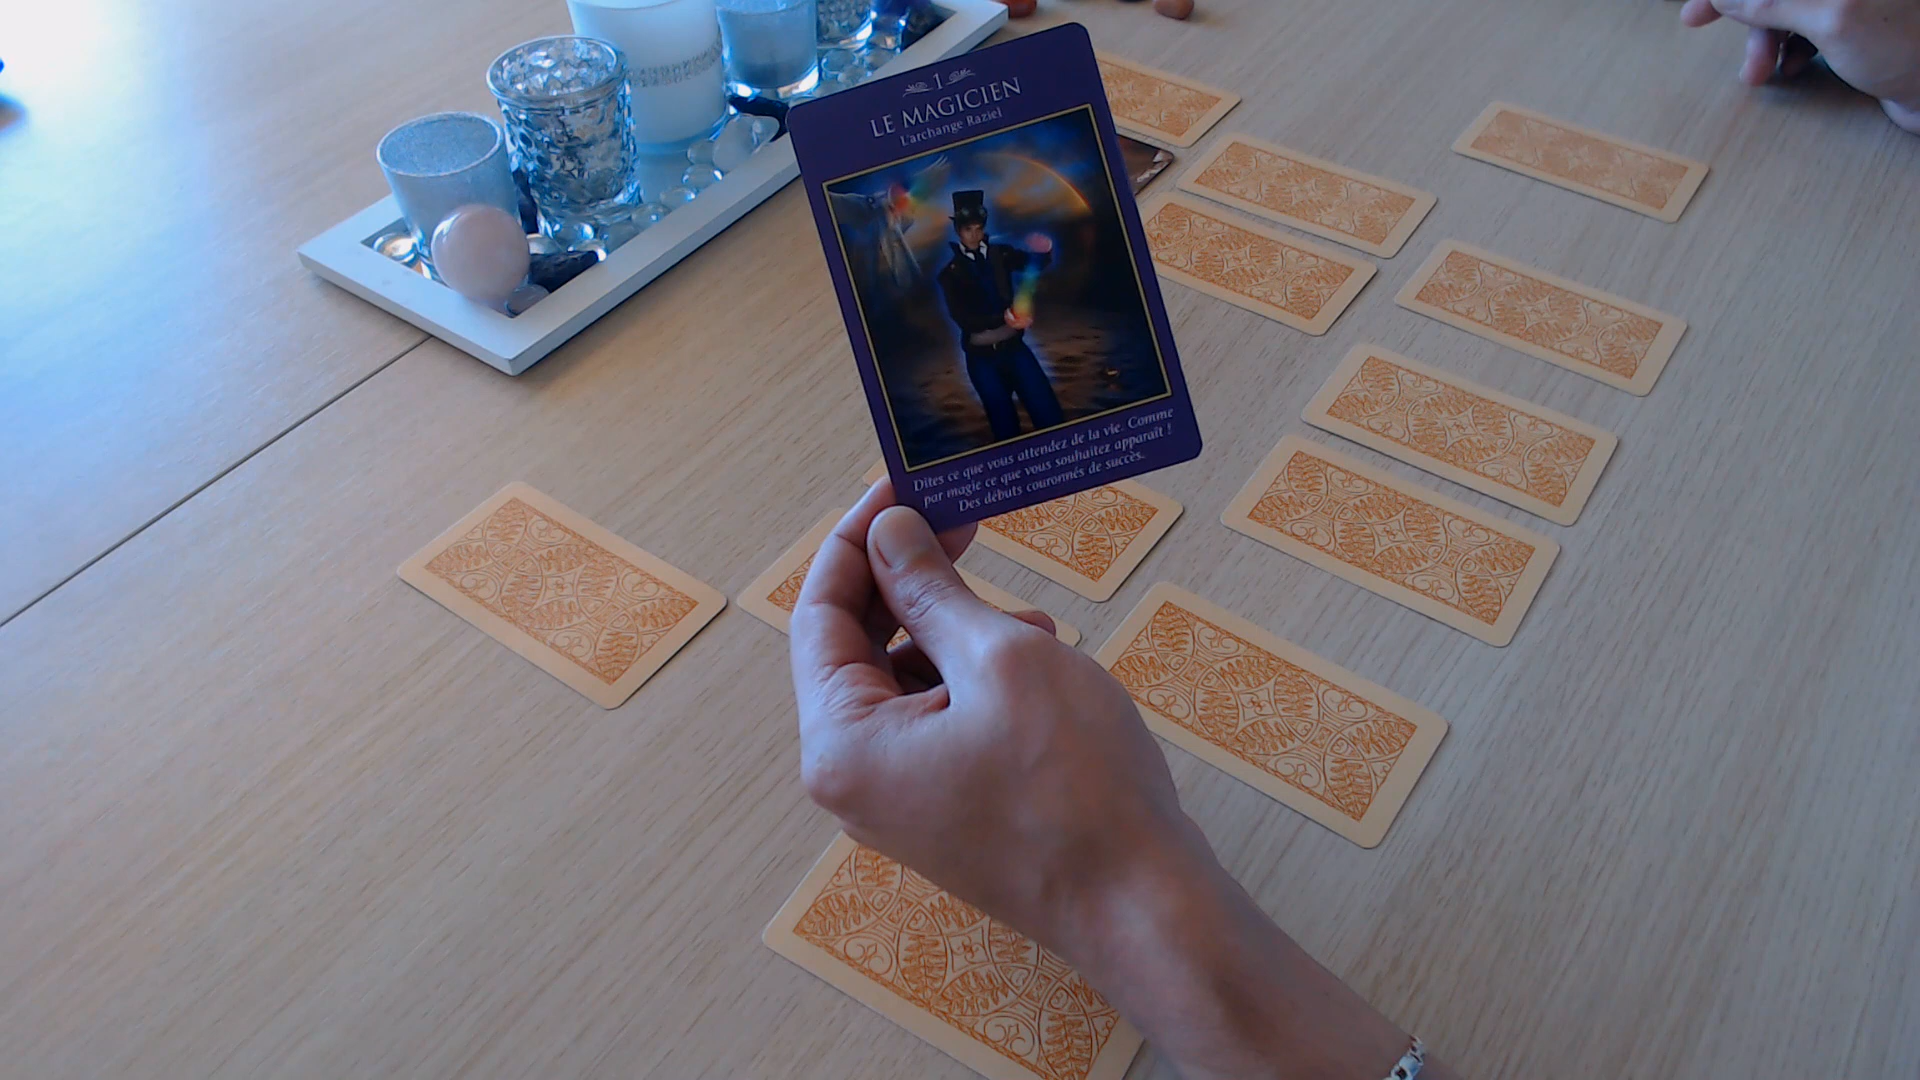 1
LE MAGICIEN
L'archange Raziel
Dites ce que vous attendez de la vie. Comme
par magie ce que vous souhaitez apparaît !
Des débuts couronnés de succès.